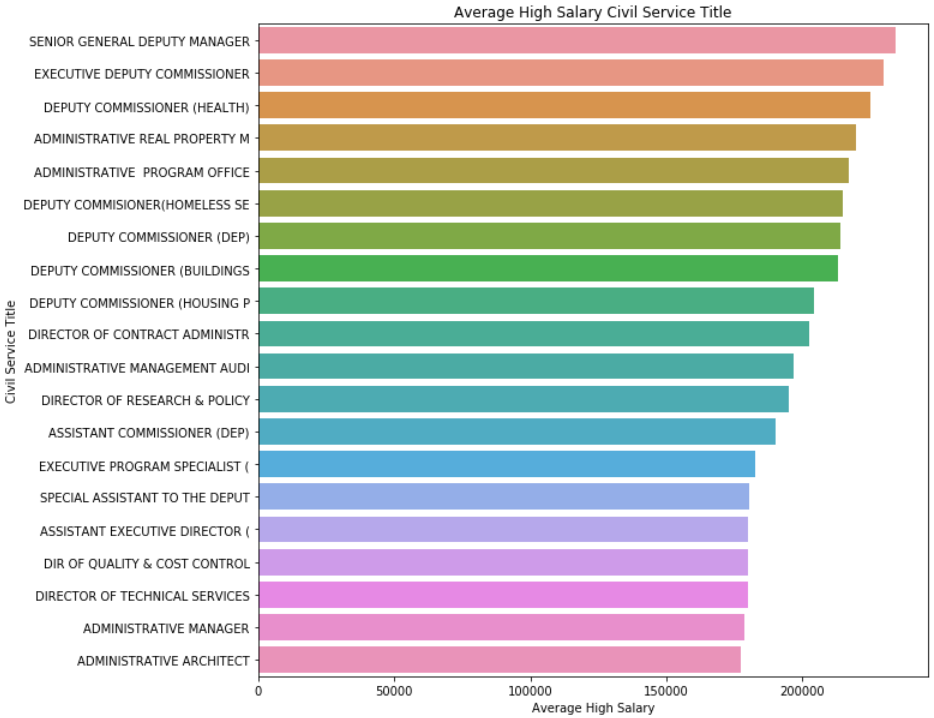 Average High Salary Civil Service Title
SENIOR GENERAL DEPUTY MANAGER
EXECUTIVE DEPUTY COMMISSIONER
DEPUTY COMMISSIONER (HEALTH)
ADMINISTRATIVE REAL PROPERTY M
ADMINISTRATIVE  PROGRAM OFFICE
DEPUTY COMMISIONER(HOMELESS SE
DEPUTY COMMISSIONER (DEP)
DEPUTY COMMISSIONER (BUILDINGS
DEPUTY COMMISSIONER (HOUSING P
DIRECTOR OF CONTRACT ADMINISTR
ADMINISTRATIVE MANAGEMENT AUDI
DIRECTOR OF RESEARCH & POLICY
ASSISTANT COMMISSIONER (DEP)
EXECUTIVE PROGRAM SPECIALIST (
SPECIAL ASSISTANT TO THE DEPUT
ASSISTANT EXECUTIVE DIRECTOR (
DIR OF QUALITY & COST CONTROL
DIRECTOR OF TECHNICAL SERVICES
ADMINISTRATIVE MANAGER
ADMINISTRATIVE ARCHITECT
Civil Service Title
0 50000 100000 150000 200000
Average High Salary